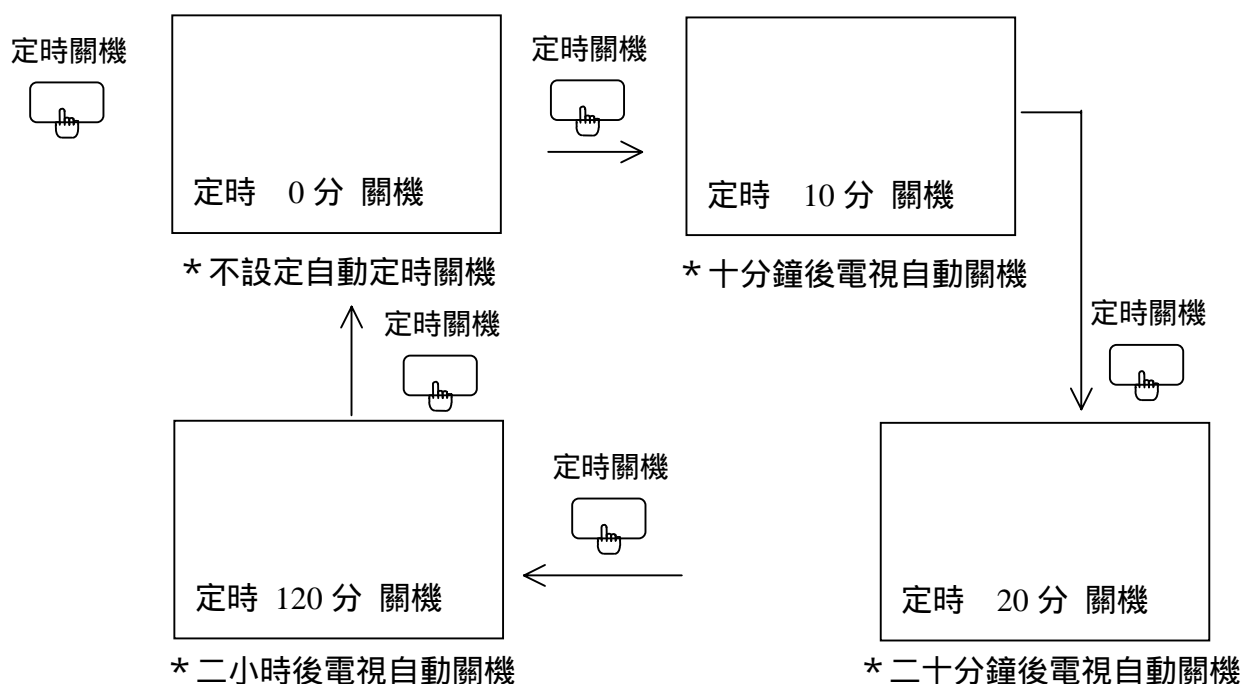 定時關機
定時 0 分 關機
*不設定自動定時關機
定時關機
定時 10 分 關機
*十分鐘後電視自動關機
定時關機
定時 20 分 關機
*二十分鐘後電視自動關機
定時關機
定時 120 分 關機
*二小時後電視自動關機
定時關機